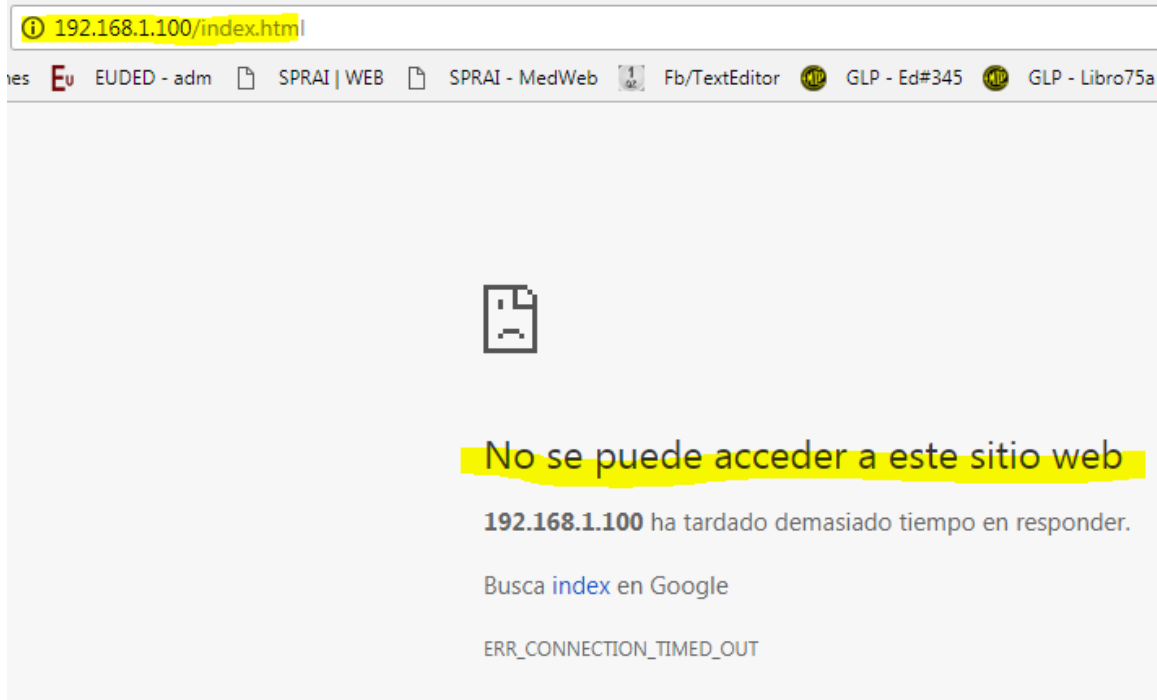 192.168.1.100/index.html
nes Eu EUDED - adm SPRAI | WEB SPRAI - MedWeb Fb/TextEditor GLP - Ed#345 GLP - Libro75a
No se puede acceder a este sitio web
192.168.1.100 ha tardado demasiado tiempo en responder.
Busca index en Google
ERR_CONNECTION_TIMED_OUT